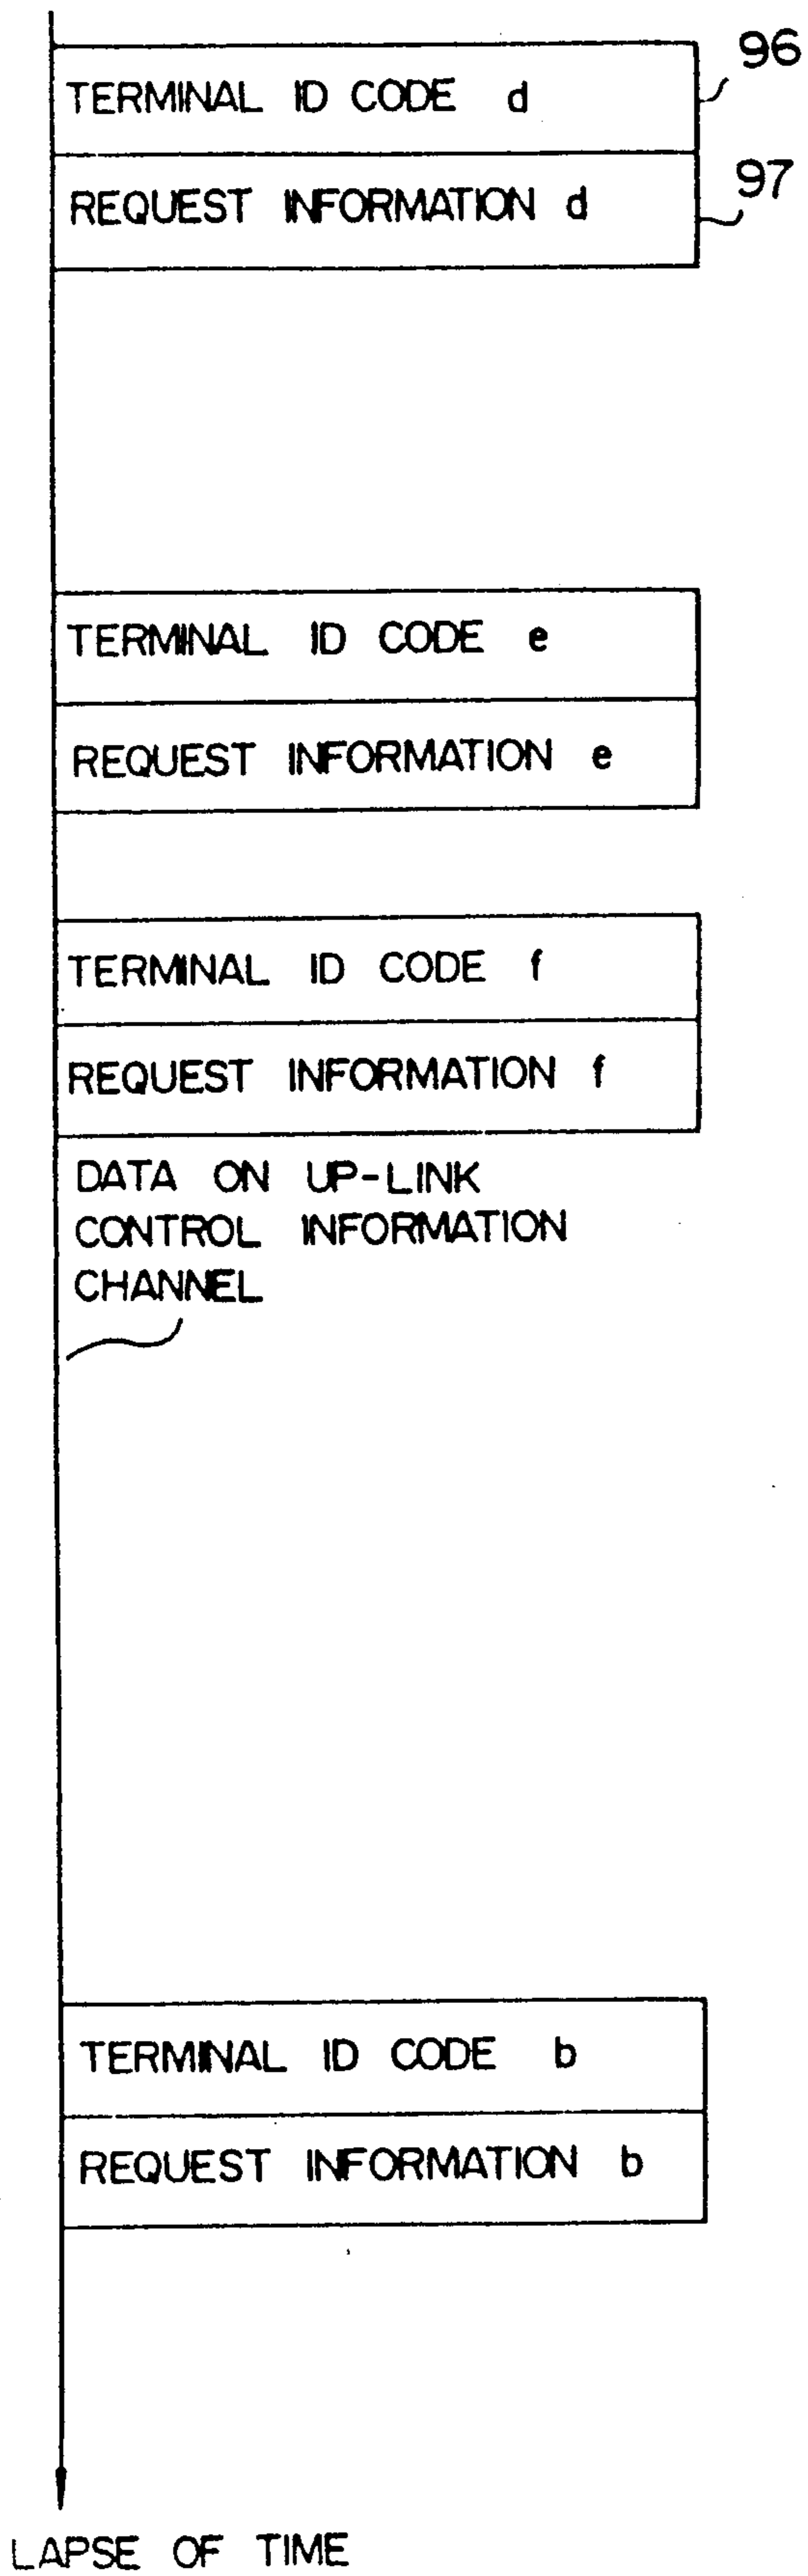 96
TERMINAL ID CODE d
97
REQUEST INFORMATION d
TERMINAL ID CODE e
REQUEST INFORMATION e
TERMINAL ID CODE f
REQUEST INFORMATION f
DATA ON UP-LINK
CONTROL INFORMATION
CHANNEL
TERMINAL ID CODE b
REQUEST INFORMATION b
LAPSE OF TIME